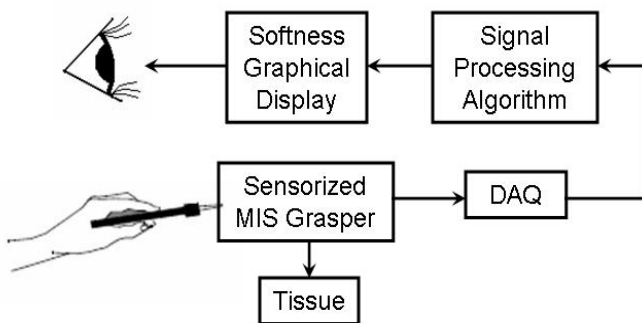 Softness
Graphical
Display
Signal
Processing
Algorithm
Sensorized
MIS Grasper
DAQ
Tissue